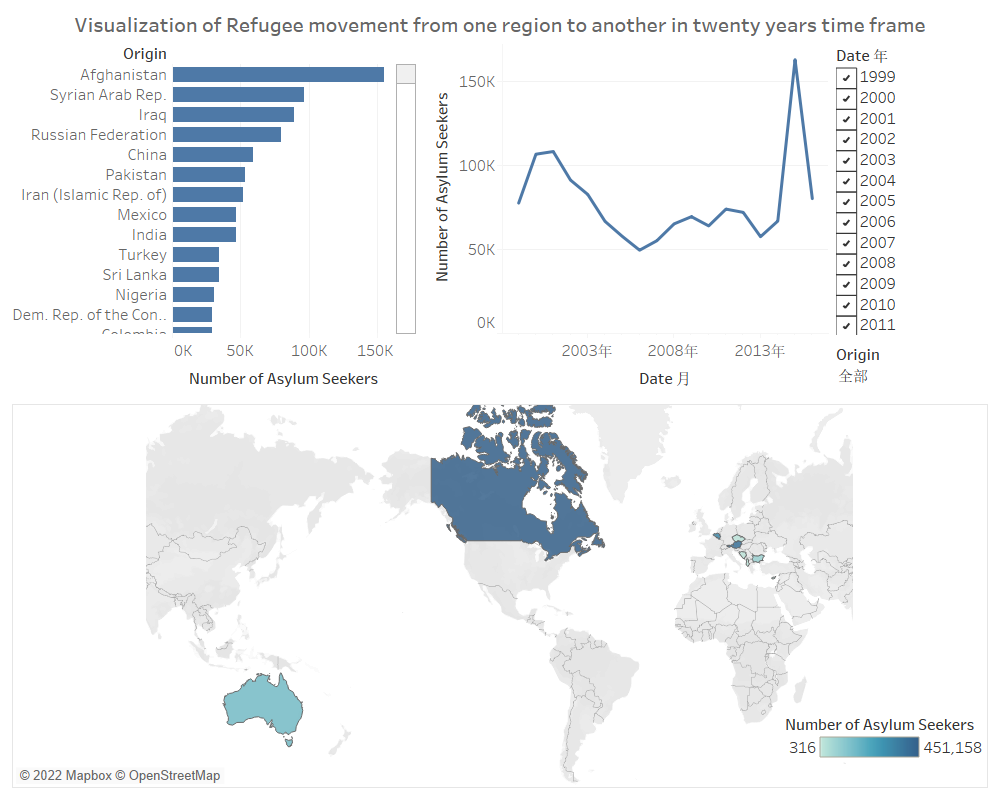 Visualization of Refugee movement from one region to another in twenty years time frame
Origin
Afghanistan
Syrian Arab Rep.
Iraq
Russian Federation
China
Pakistan
Iran (Islamic Rep. of)
Mexico
India
Turkey
Sri Lanka
Nigeria
Dem. Rep. of the Con..
Colombia
0K 50K 100K 150K
Number of Asylum Seekers
Number of Asylum Seekers
150K
100K
50K
0K
2003年 2008年 2013年
Date 月
Date 年
1999
2000
2001
2002
2003
2004
2005
2006
2007
2008
2009
2010
2011
Origin
全部
Number of Asylum Seekers
316 451,158
© 2022 Mapbox © OpenStreetMap